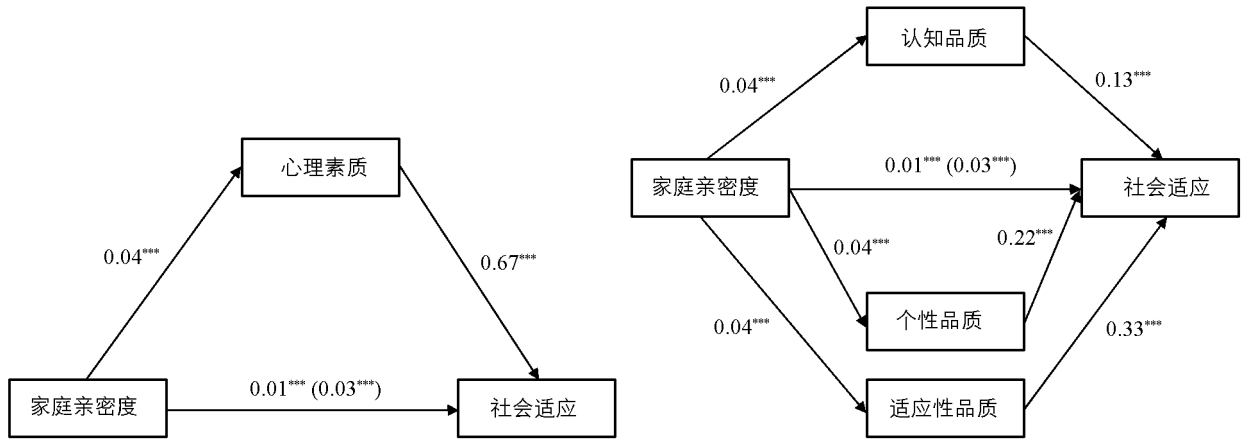 心理素质
0.04***
0.67***
0.01*** (0.03***)
家庭亲密度
社会适应
认知品质
0.04***
0.13***
0.01*** (0.03***)
家庭亲密度
社会适应
0.04***
0.22***
0.04***
个性品质
0.33***
适应性品质